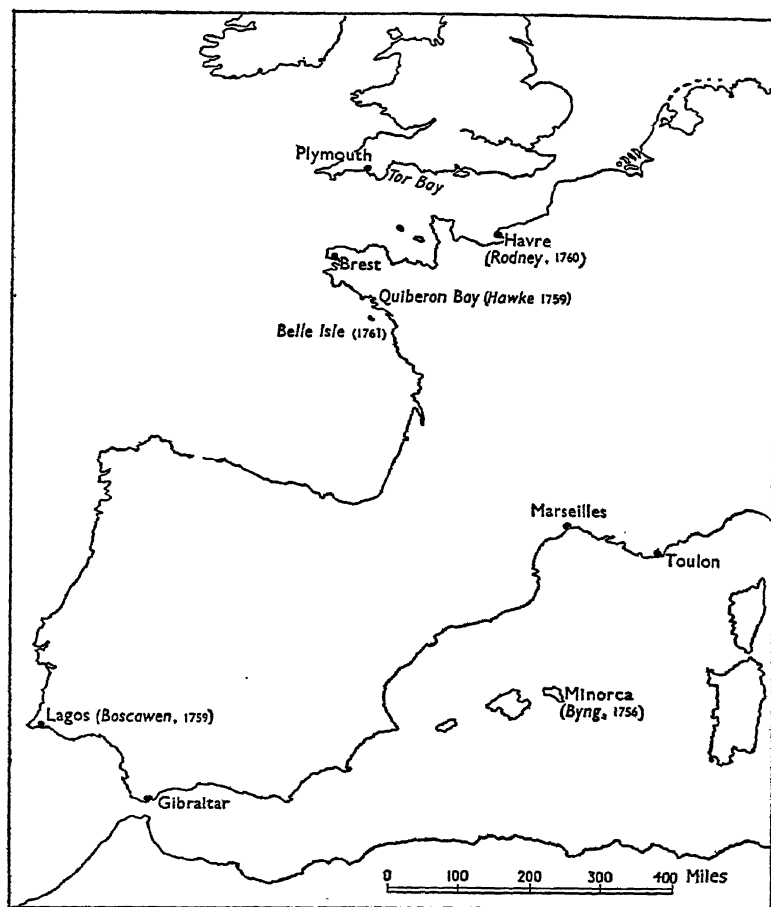 Plymouth
Tor Bay
Havre
(Rodney, 1760)
Brest
Quiberon Bay (Hawke 1759)
Belle Isle (1761)
Marseilles
Toulon
Minorca
(Byng, 1756)
Lagos (Boscawen, 1759)
Gibraltar
0 100 200 300 400 Miles